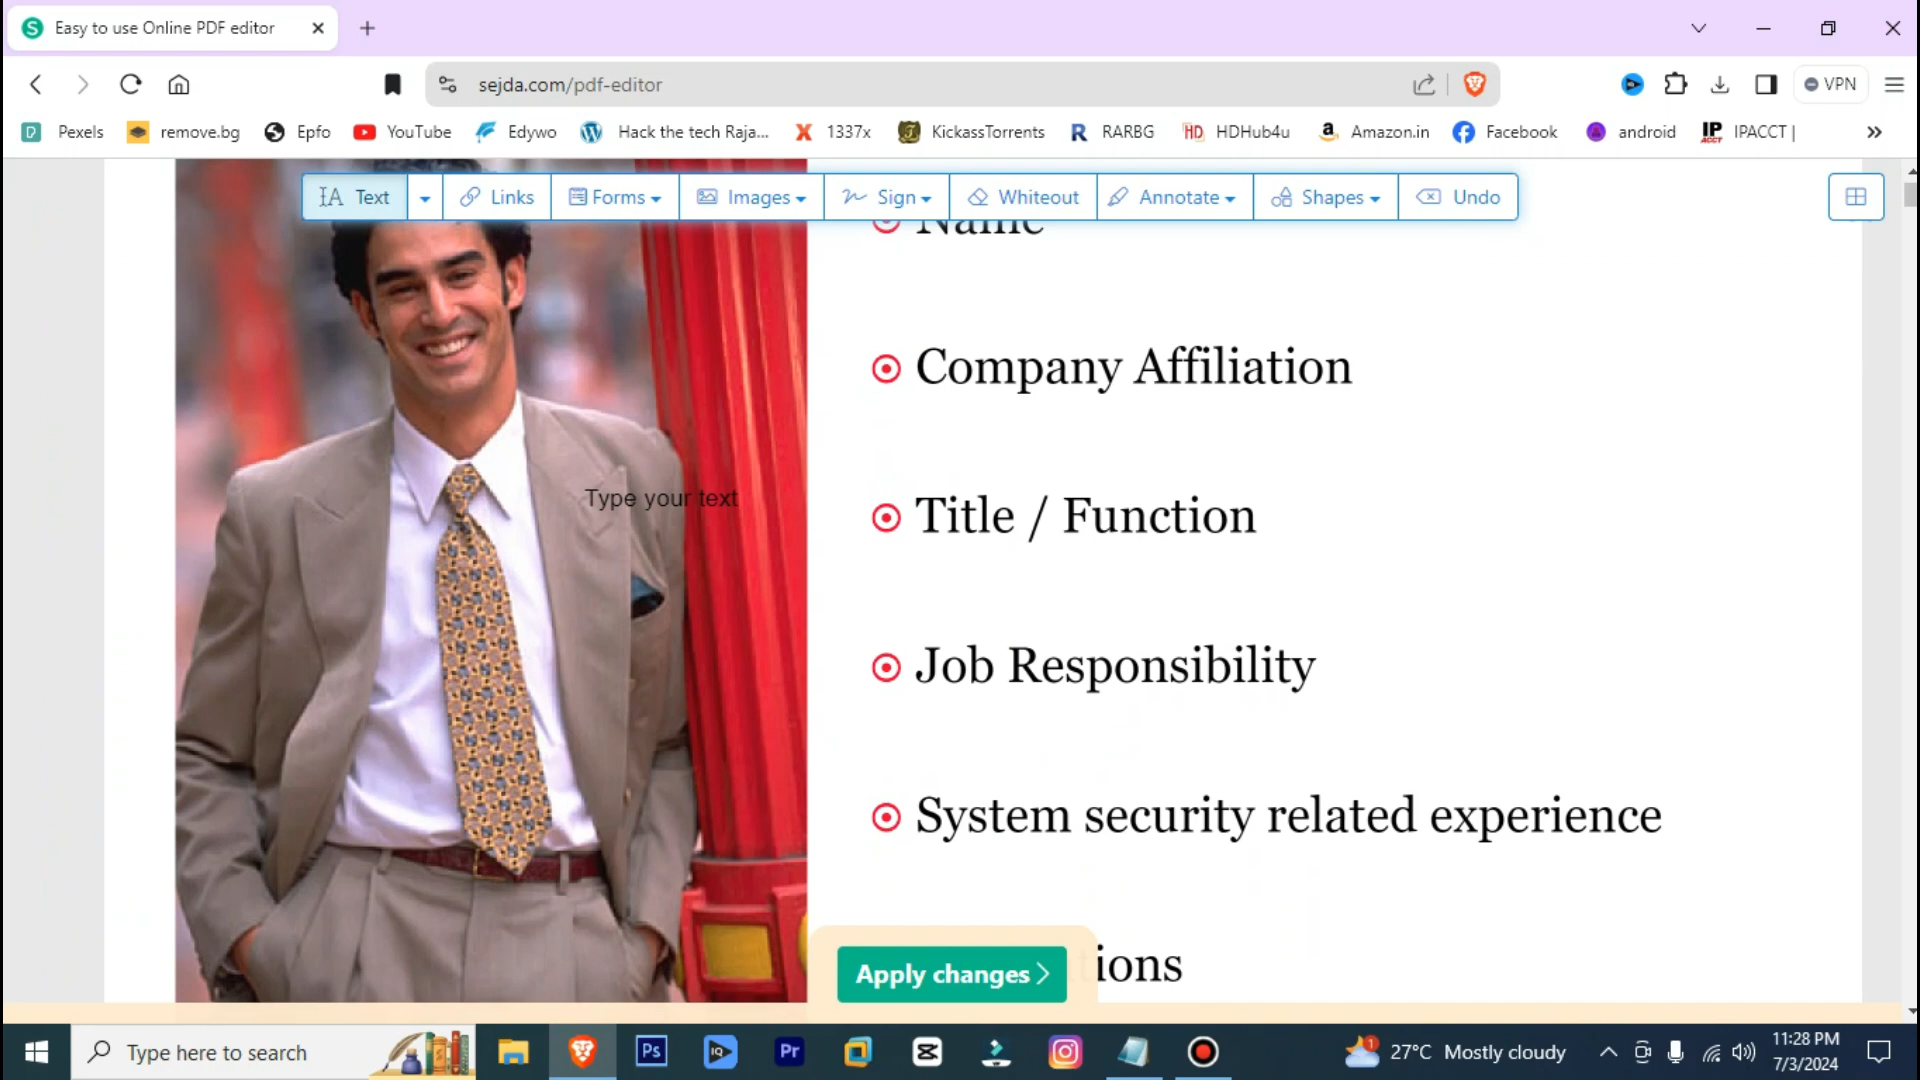 Easy to use Online PDF editor
sejda.com/pdf-editor
VPN
Pexels remove.bg Epfo YouTube Edywo Hack the tech Raja... 1337x KickassTorrents RARBG HDHub4u Amazon.in Facebook android IPACCT |
Text Links Forms Images Sign Whiteout Annotate Shapes Undo
Name
Company Affiliation
Type your text
Title / Function
Job Responsibility
System security related experience
Apply changes
Type here to search
27°C Mostly cloudy
11:28 PM
7/3/2024